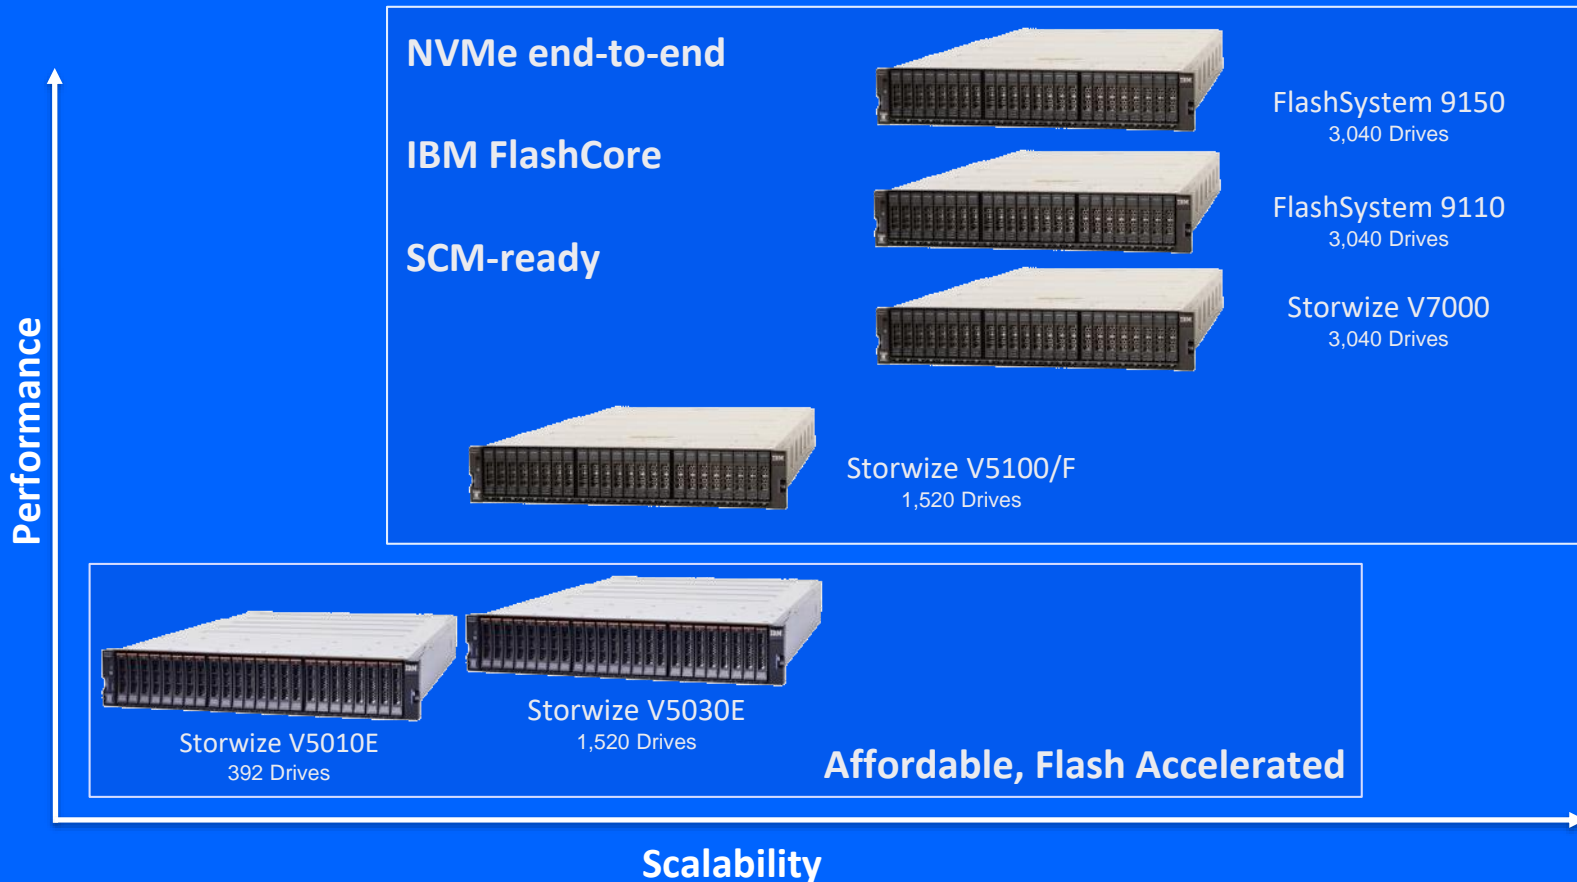 NVMe end-to-end
IBM FlashCore
SCM-ready
FlashSystem 9150
3,040 Drives
FlashSystem 9110
3,040 Drives
Storwize V7000
3,040 Drives
Storwize V5100/F
1,520 Drives
Performance
Storwize V5030E
1,520 Drives
Storwize V5010E
392 Drives
Affordable, Flash Accelerated
Scalability